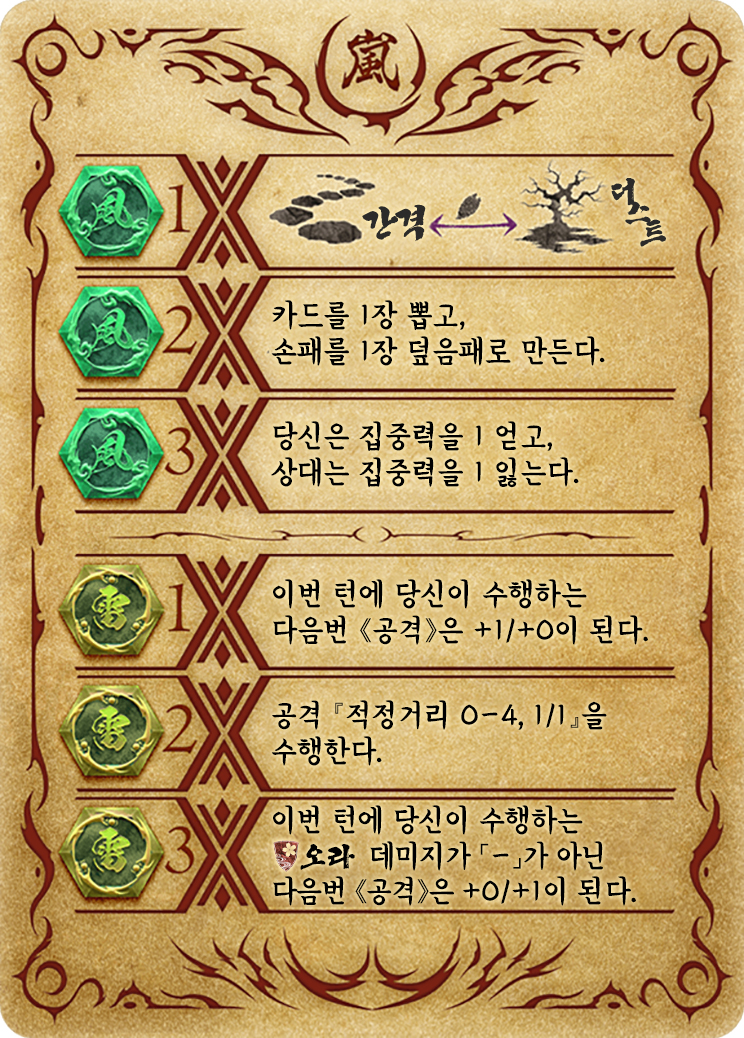 嵐
風 1 간격 더스트
風 2 카드를 1장 뽑고,
손패를 1장 덮음패로 만든다.
風 3 당신은 집중력을 1 얻고,
상대는 집중력을 1 잃는다.
雷 1 이번 턴에 당신이 수행하는
다음번 《공격》은 +1/+0이 된다.
雷 2 공격 『적정거리 0-4, 1/1』을
수행한다.
雷 3 이번 턴에 당신이 수행하는
오라 데미지가 「-」가 아닌
다음번 《공격》은 +0/+1이 된다.